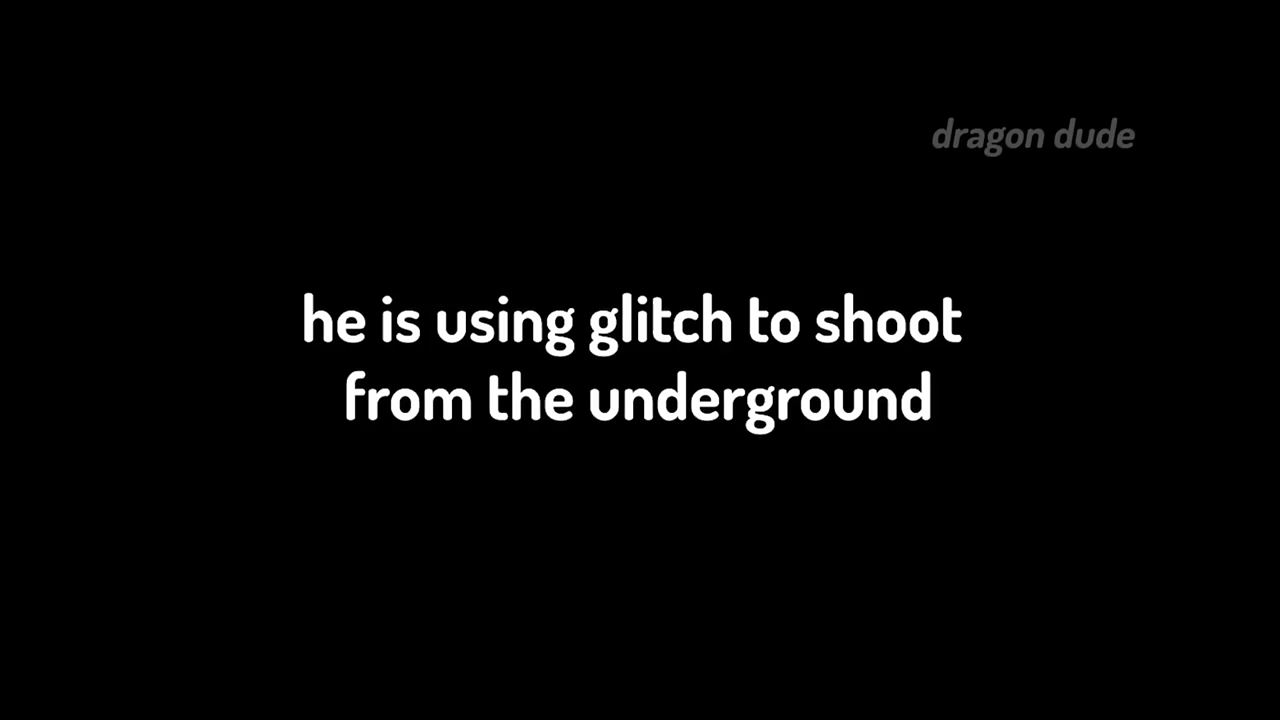 dragon dude
he is using glitch to shoot
from the underground